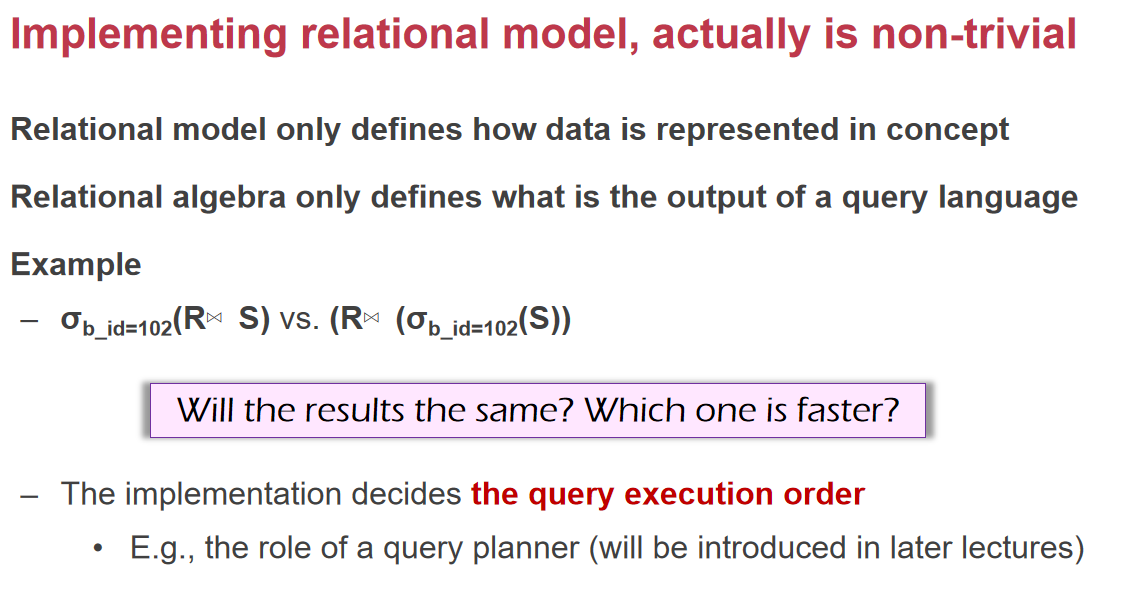 Implementing relational model, actually is non-trivial
Relational model only defines how data is represented in concept
Relational algebra only defines what is the output of a query language
Example
– σb_id=102(R⋈ S) vs. (R⋈ (σb_id=102(S))
Will the results the same? Which one is faster?
– The implementation decides the query execution order
• E.g., the role of a query planner (will be introduced in later lectures)